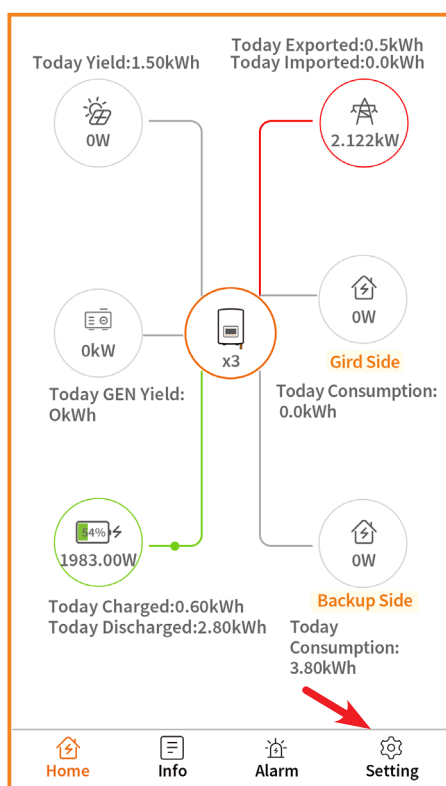 Today Exported:0.5kWh
Today Yield:1.50kWh
Today Imported:0.0kWh
0W
2.122kW
0W
0kW
x3
Gird Side
Today GEN Yield:
OkWh
Today Consumption:
0.0kWh
54%
1983.00W
0W
Today Charged:0.60kWh
Today Discharged:2.80kWh
Backup Side
Today
Consumption:
3.80kWh
Home
Info
Alarm
Setting